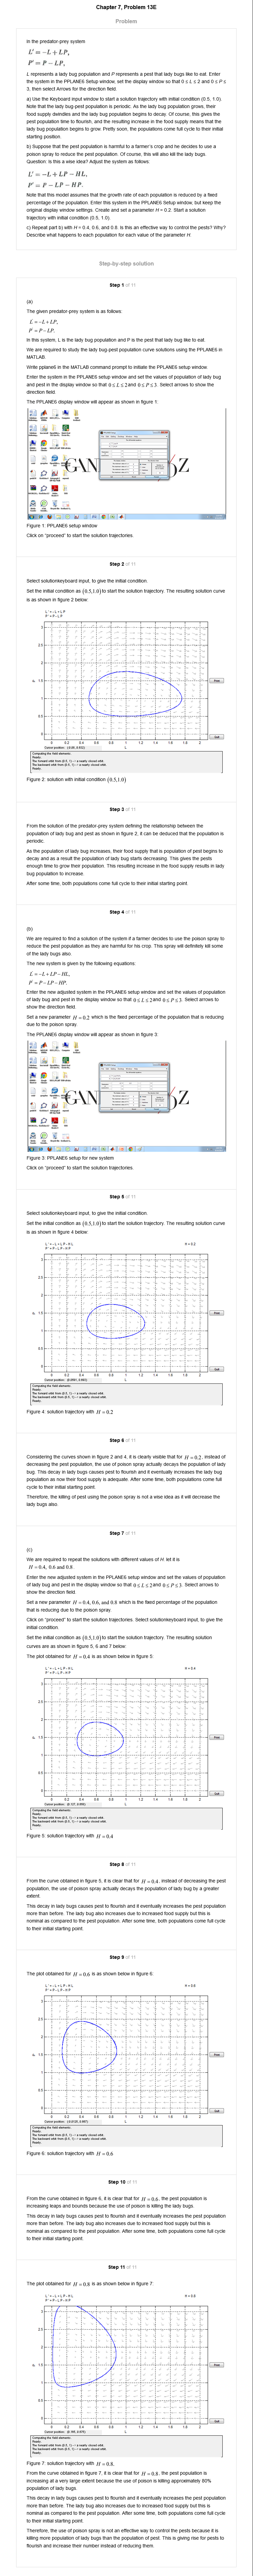 Chapter 7, Problem 13E
Problem
In the predator-prey system
L' = −L + LP,
P' = P − LP,
L represents a lady bug population and P represents a pest that lady bugs like to eat. Enter
the system in the PPLANE6 Setup window, set the display window so that 0 ≤ L ≤ 2 and 0 ≤ P ≤
3, then select Arrows for the direction field.
a) Use the Keyboard input window to start a solution trajectory with initial condition (0.5, 1.0).
Note that the lady bug-pest population is periodic. As the lady bug population grows, their
food supply dwindles and the lady bug population begins to decay. Of course, this gives the
pest population time to flourish, and the resulting increase in the food supply means that the
lady bug population begins to grow. Pretty soon, the populations come full cycle to their initial
starting position.
b) Suppose that the pest population is harmful to a farmer's crop and he decides to use a
poison spray to reduce the pest population. Of course, this will also kill the lady bugs.
Question: Is this a wise idea? Adjust the system as follows:
L' = −L + LP − HL,
P' = P − LP − HP.
Note that this model assumes that the growth rate of each population is reduced by a fixed
percentage of the population. Enter this system in the PPLANE6 Setup window, but keep the
original display window settings. Create and set a parameter H = 0.2. Start a solution
trajectory with initial condition (0.5, 1.0).
c) Repeat part b) with H = 0.4, 0.6, and 0.8. Is this an effective way to control the pests? Why?
Describe what happens to each population for each value of the parameter H.
Step-by-step solution
Step 1 of 11
(a)
The given predator-prey system is as follows:
L' = −L + LP,
P' = P − LP.
In this system, L is the lady bug population and P is the pest that lady bug like to eat.
We are required to study the lady bug-pest population curve solutions using the PPLANE6 in
MATLAB.
Write pplane6 in the MATLAB command prompt to initiate the PPLANE6 setup window.
Enter the system in the PPLANE6 setup window and set the values of population of lady bug
and pest in the display window so that 0 ≤ L ≤ 2 and 0 ≤ P ≤ 3. Select arrows to show the
direction field.
The PPLANE6 display window will appear as shown in figure 1:
Figure 1: PPLANE6 setup window
Click on "proceed" to start the solution trajectories.
Step 2 of 11
Select solution\keyboard input, to give the initial condition.
Set the initial condition as (0.5,1.0) to start the solution trajectory. The resulting solution curve
is as shown in figure 2 below:
Figure 2: solution with initial condition (0.5,1.0)
Step 3 of 11
From the solution of the predator-prey system defining the relationship between the
population of lady bug and pest as shown in figure 2, it can be deduced that the population is
periodic.
As the population of lady bug increases, their food supply that is population of pest begins to
decay and as a result the population of lady bug starts decreasing. This gives the pests
enough time to grow their population. This resulting increase in the food supply results in lady
bug population to increase.
After some time, both populations come full cycle to their initial starting point.
Step 4 of 11
(b)
We are required to find a solution of the system if a farmer decides to use the poison spray to
reduce the pest population as they are harmful for his crop. This spray will definitely kill some
of the lady bugs also.
The new system is given by the following equations:
L' = −L + LP − HL,
P' = P − LP − HP.
Enter the new adjusted system in the PPLANE6 setup window and set the values of population
of lady bug and pest in the display window so that 0 ≤ L ≤ 2 and 0 ≤ P ≤ 3. Select arrows to
show the direction field.
Set a new parameter H = 0.2 which is the fixed percentage of the population that is reducing
due to the poison spray.
The PPLANE6 display window will appear as shown in figure 3:
Figure 3: PPLANE6 setup for new system
Click on "proceed" to start the solution trajectories.
Step 5 of 11
Select solution\keyboard input, to give the initial condition.
Set the initial condition as (0.5,1.0) to start the solution trajectory. The resulting solution curve
is as shown in figure 4 below:
Figure 4: solution trajectory with H = 0.2
Step 6 of 11
Considering the curves shown in figure 2 and 4, it is clearly visible that for H = 0.2, instead of
decreasing the pest population, the use of poison spray actually decays the population of lady
bug. This decay in lady bugs causes pest to flourish and it eventually increases the lady bug
population as now their food supply is adequate. After some time, both populations come full
cycle to their initial starting point.
Therefore, the killing of pest using the poison spray is not a wise idea as it will decrease the
lady bugs also.
Step 7 of 11
(c)
We are required to repeat the solutions with different values of H. let it is:
H = 0.4, 0.6 and 0.8.
Enter the new adjusted system in the PPLANE6 setup window and set the values of population
of lady bug and pest in the display window so that 0 ≤ L ≤ 2 and 0 ≤ P ≤ 3. Select arrows to
show the direction field.
Set a new parameter H = 0.4, 0.6, and 0.8 which is the fixed percentage of the population
that is reducing due to the poison spray.
Click on "proceed" to start the solution trajectories. Select solution\keyboard input; to give the
initial condition.
Set the initial condition as (0.5,1.0) to start the solution trajectory. The resulting solution
curves are as shown in figure 5, 6 and 7 below:
The plot obtained for H = 0.4 is as shown below in figure 5:
Figure 5: solution trajectory with H = 0.4
Step 8 of 11
From the curve obtained in figure 5, it is clear that for H = 0.4, instead of decreasing the pest
population, the use of poison spray actually decays the population of lady bug by a greater
extent.
This decay in lady bugs causes pest to flourish and it eventually increases the pest population
more than before. The lady bug also increases due to increased food supply but this is
nominal as compared to the pest population. After some time, both populations come full cycle
to their initial starting point.
Step 9 of 11
The plot obtained for H = 0.6 is as shown below in figure 6:
Figure 6: solution trajectory with H = 0.6
Step 10 of 11
From the curve obtained in figure 6, it is clear that for H = 0.6, the pest population is
increasing leaps and bounds because the use of poison is killing the lady bugs.
This decay in lady bugs causes pest to flourish and it eventually increases the pest population
more than before. The lady bug also increases due to increased food supply but this is
nominal as compared to the pest population. After some time, both populations come full cycle
to their initial starting point.
Step 11 of 11
The plot obtained for H = 0.8 is as shown below in figure 7:
Figure 7: solution trajectory with H = 0.8.
From the curve obtained in figure 7, it is clear that for H = 0.8, the pest population is
increasing at a very large extent because the use of poison is killing approximately 80%
population of lady bugs.
This decay in lady bugs causes pest to flourish and it eventually increases the pest population
more than before. The lady bug also increases due to increased food supply but this is
nominal as compared to the pest population. After some time, both populations come full cycle
to their initial starting point.
Therefore, the use of poison spray is not an effective way to control the pests because it is
killing more population of lady bugs than the population of pest. This is giving rise for pests to
flourish and increase their number instead of reducing them.